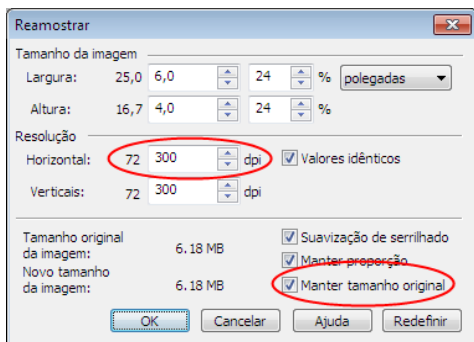 Reamostrar
Tamanho da imagem
Largura: 25,0 6,0 24 % polegadas
Altura: 16,7 4,0 24 %
Resolução
Horizontal: 72 300 dpi Valores idênticos
Verticais: 72 300 dpi
Tamanho original Suavização de serrilhado
da imagem: 6.18 MB
Novo tamanho Manter proporção
da imagem: 6.18 MB Manter tamanho original
OK Cancelar Ajuda Redefinir